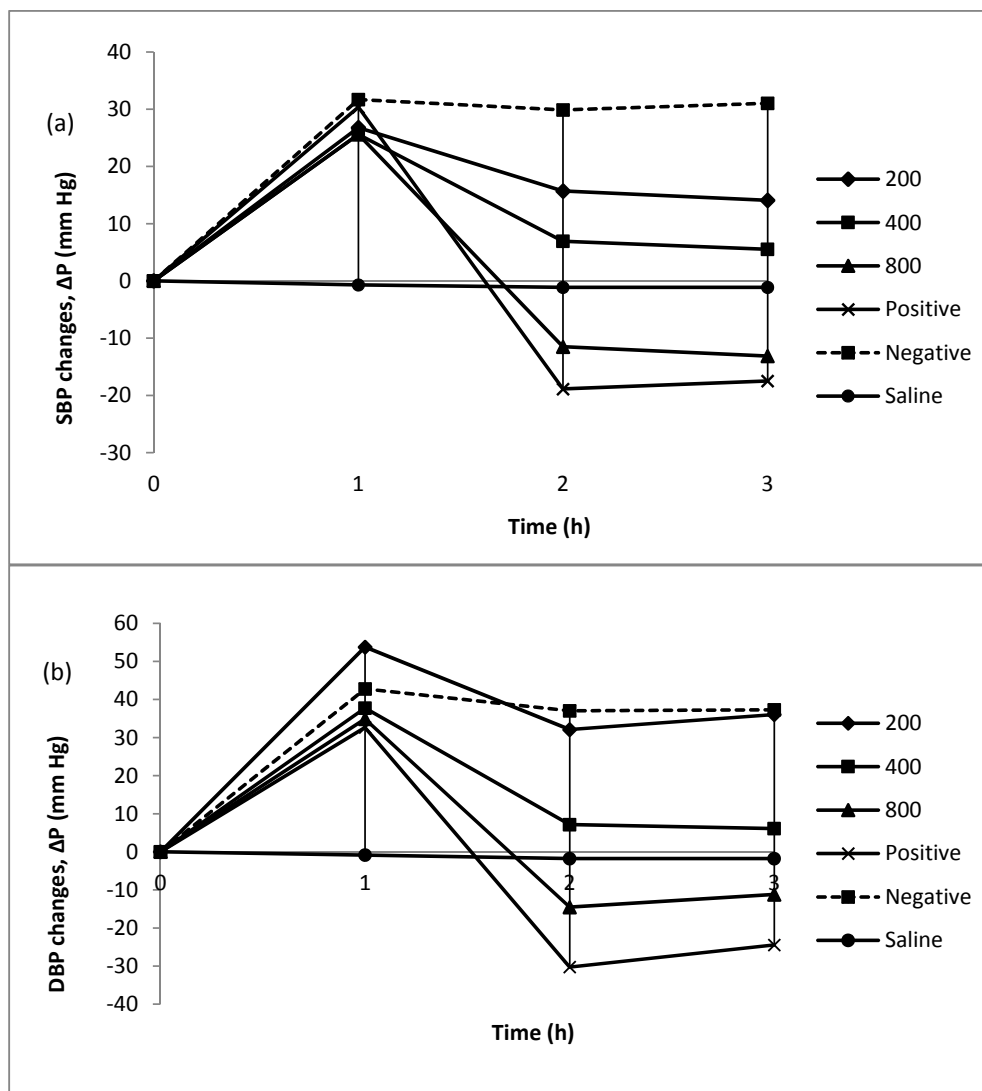 (a)
SBP changes, ΔP (mm Hg)
40
30
20
10
0
-10
-20
-30
0 1 2 3
Time (h)
200
400
800
Positive
Negative
Saline
(b)
DBP changes, ΔP (mm Hg)
60
50
40
30
20
10
0
-10
-20
-30
-40
0 1 2 3
Time (h)
200
400
800
Positive
Negative
Saline